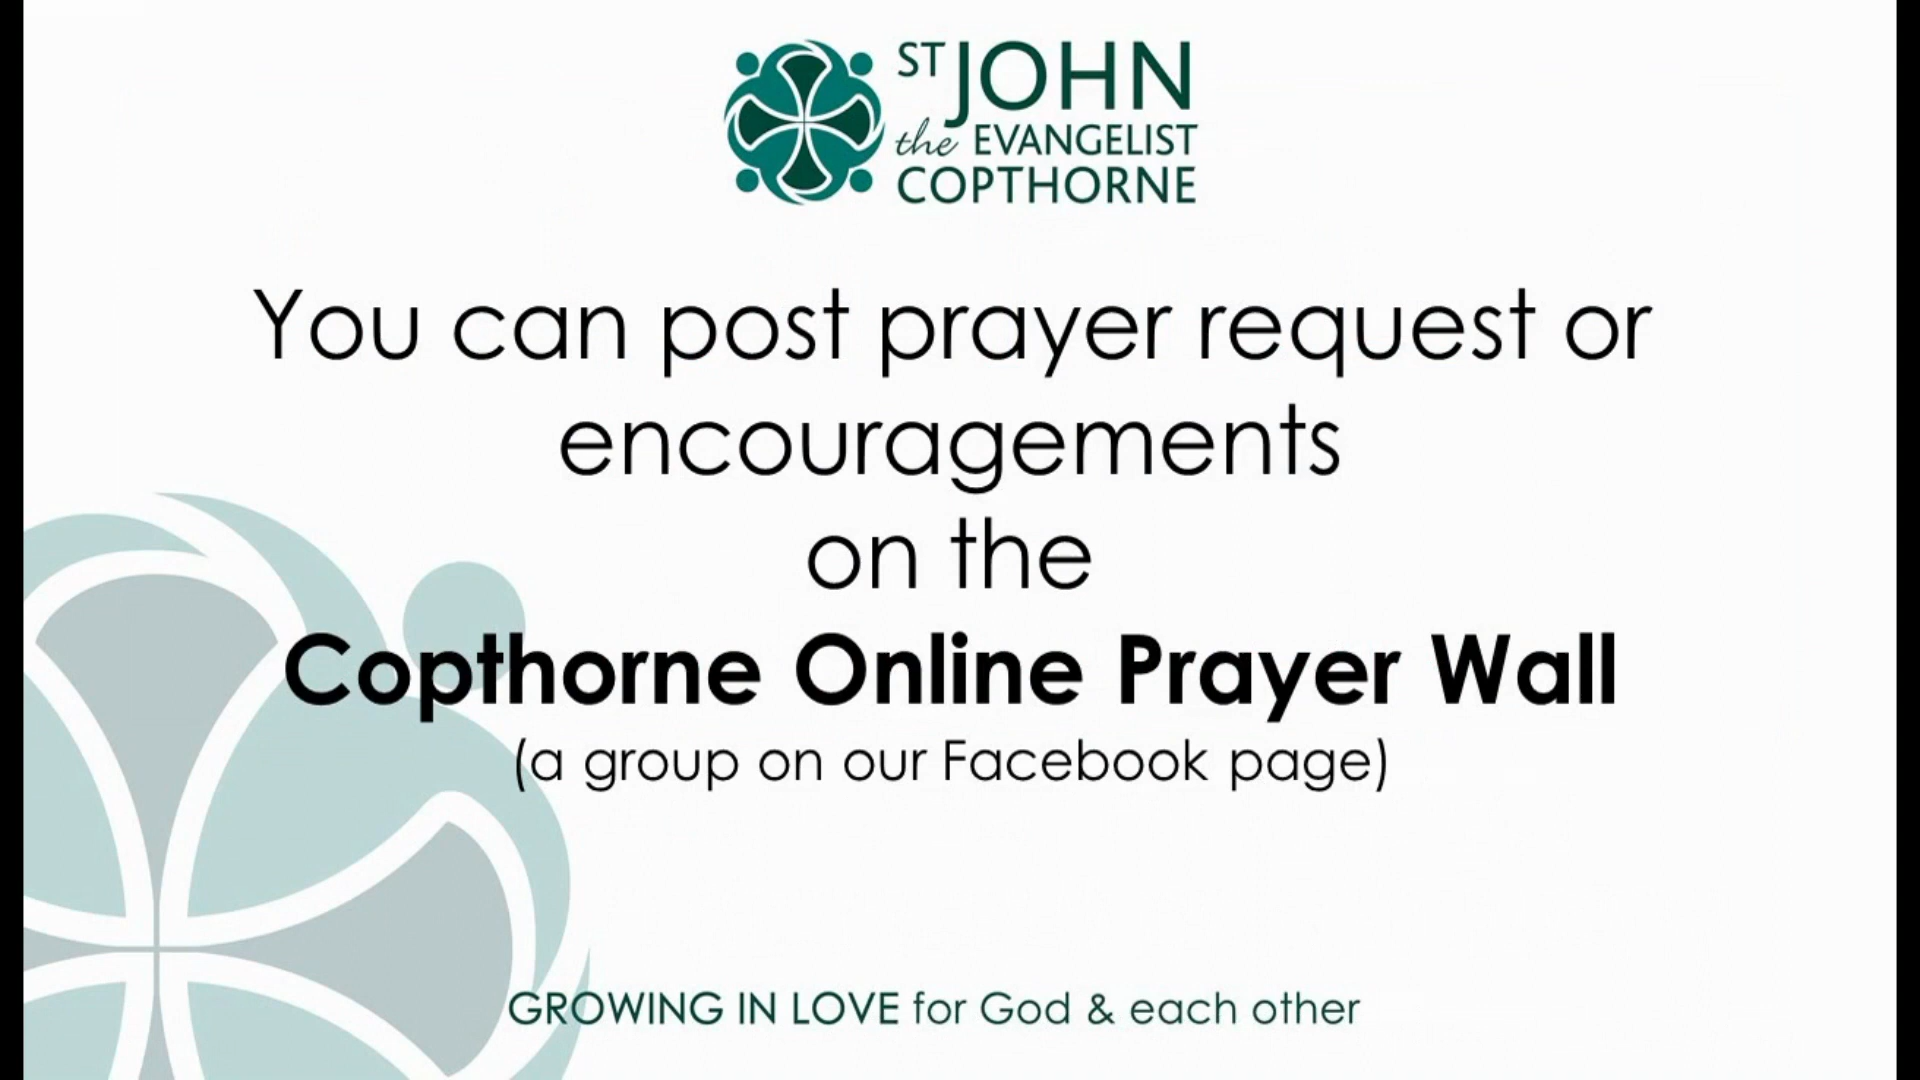 ST JOHN
the EVANGELIST
COPTHORNE
You can post prayer request or
encouragements
on the
Copthorne Online Prayer Wall
(a group on our Facebook page)
GROWING IN LOVE for God & each other